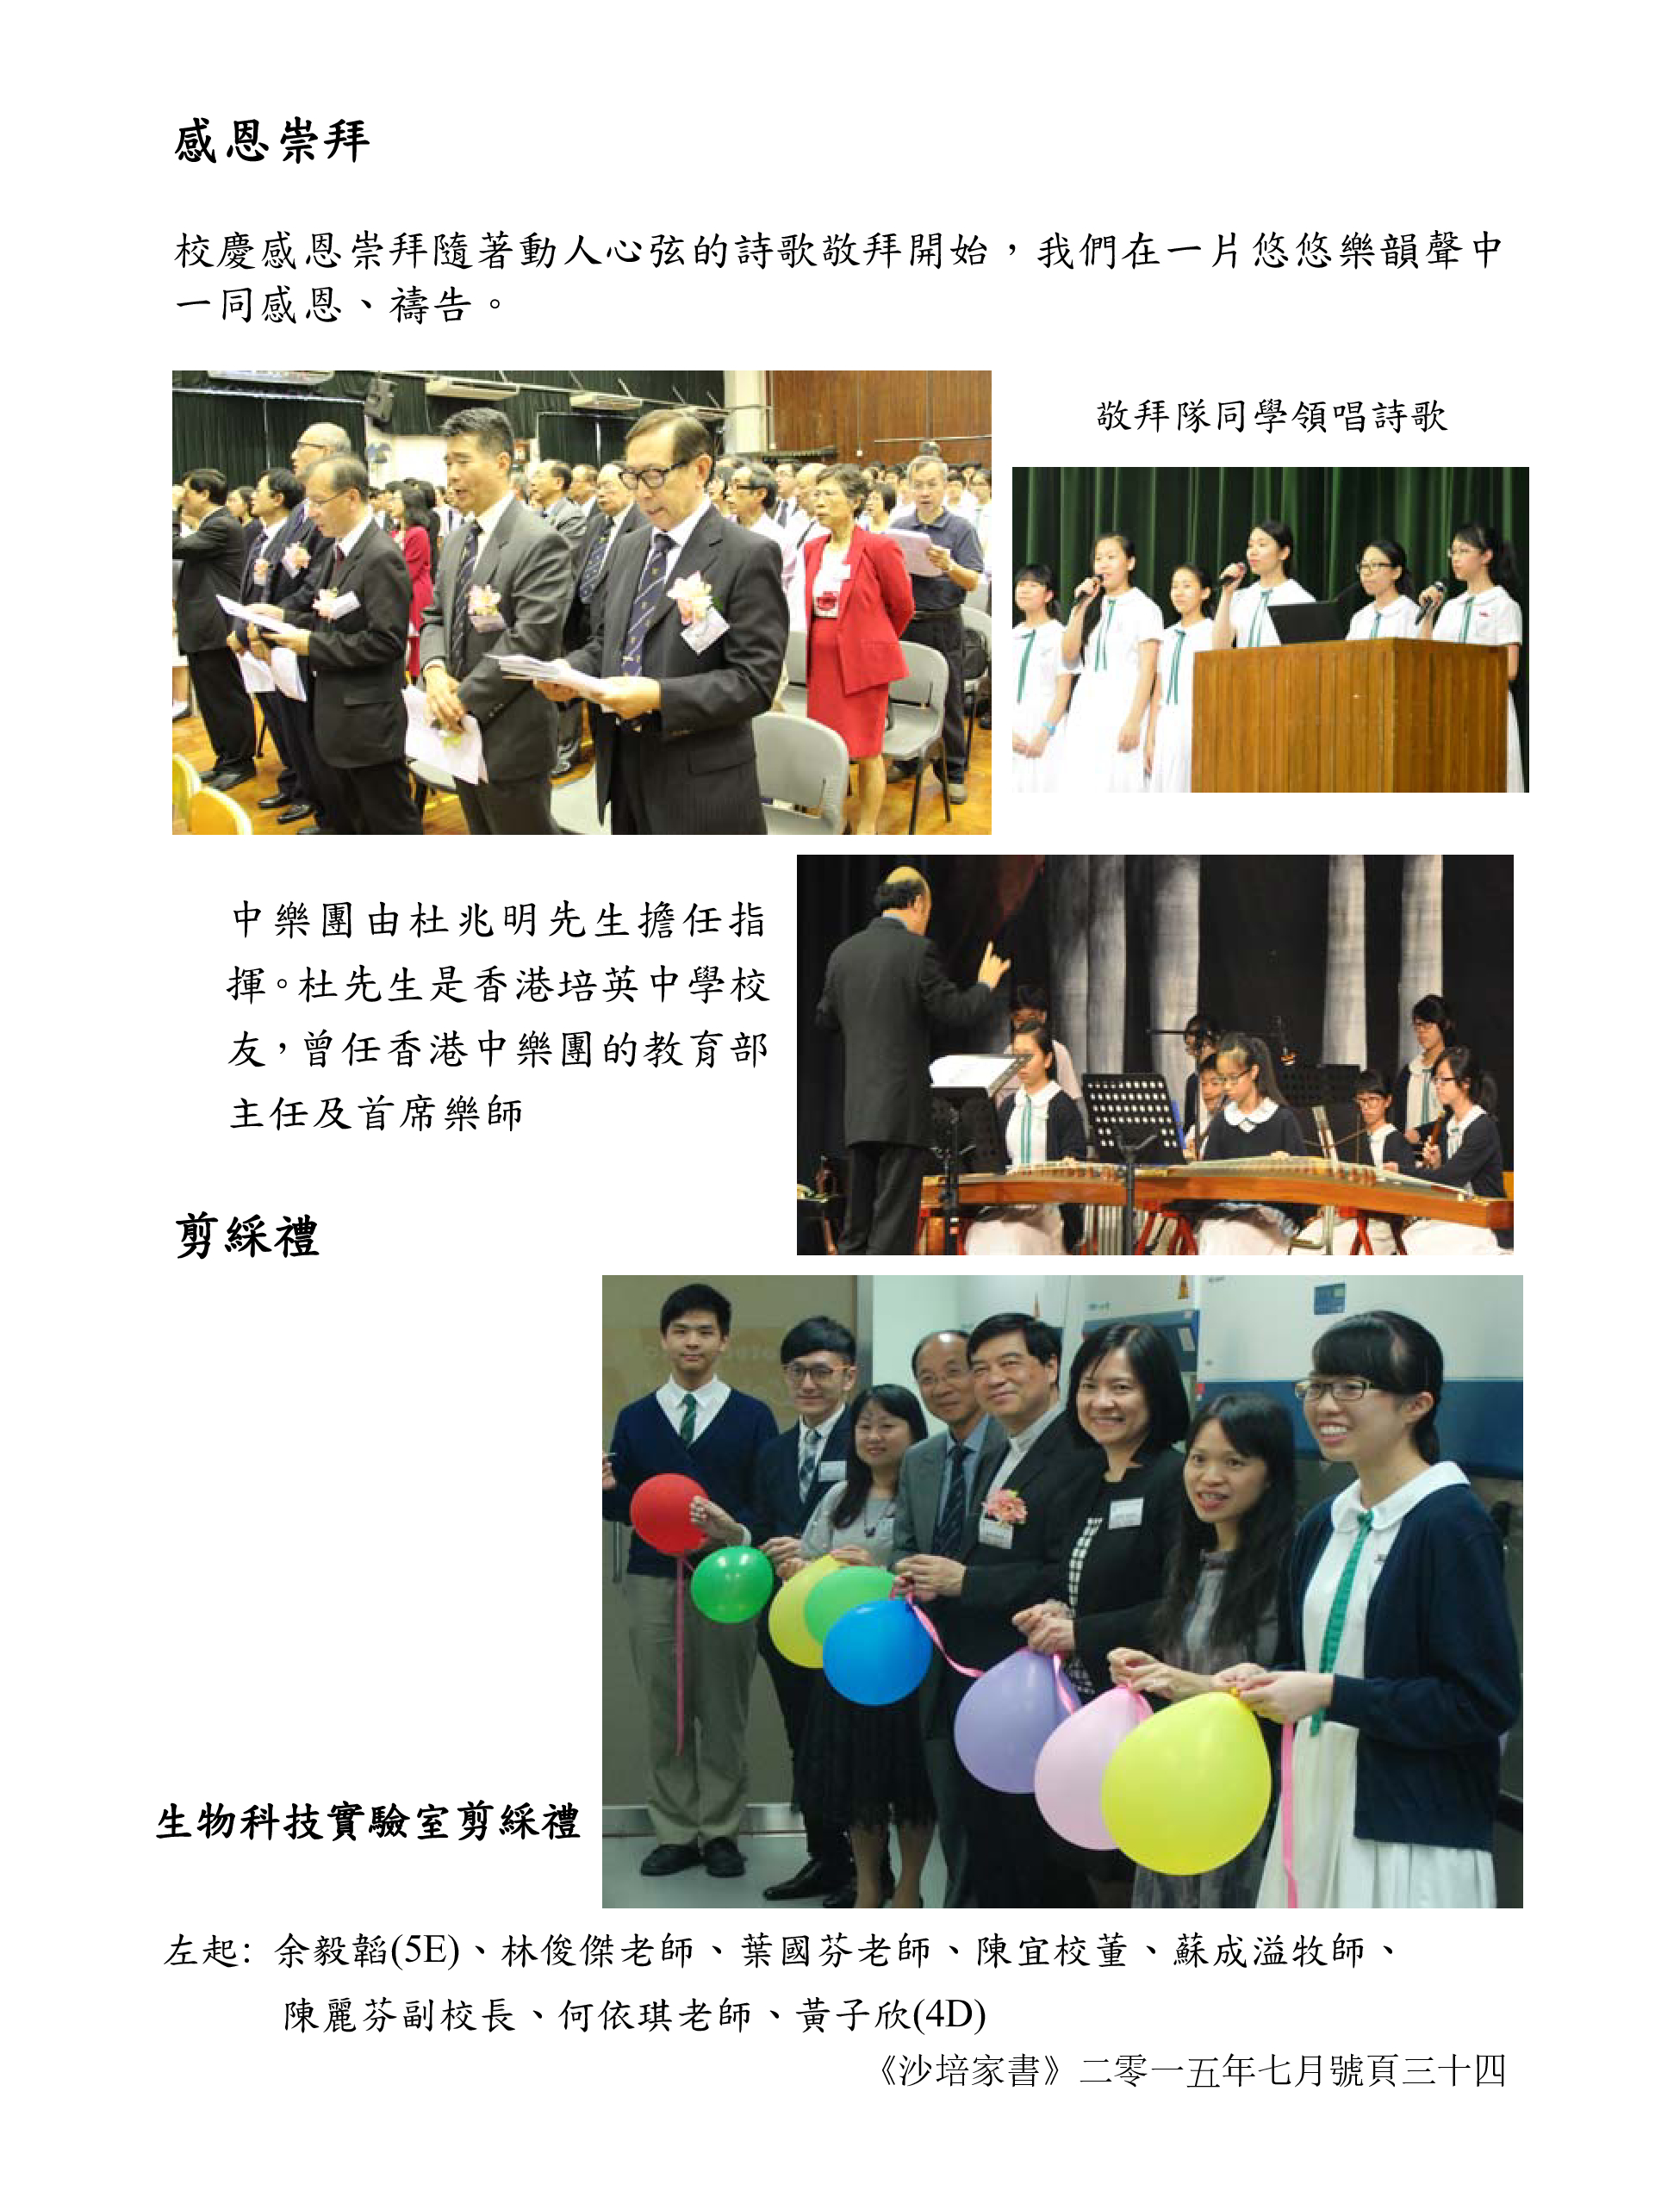 感恩崇拜
校慶感恩崇拜隨著動人心弦的詩歌敬拜開始，我們在一片悠悠樂韻聲中
一同感恩、禱告。
敬拜隊同學領唱詩歌
中樂團由杜兆明先生擔任指
揮。杜先生是香港培英中學校
友，曾任香港中樂團的教育部
主任及首席樂師
剪綵禮
生物科技實驗室剪綵禮
左起: 余毅韜(5E)、林俊傑老師、葉國芬老師、陳宜校董、蘇成溢牧師、
陳麗芬副校長、何依琪老師、黃子欣(4D)
《沙培家書》二零一五年七月號頁三十四